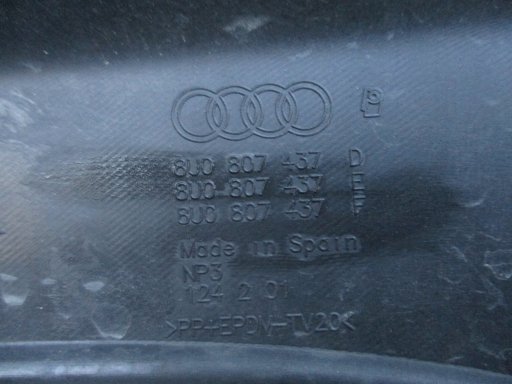 8U0 807 437 D
8U0 807 437 E
8U0 807 437 F
Made in Spain
NP3
124 2 01
>PP+EPDM-TV20<